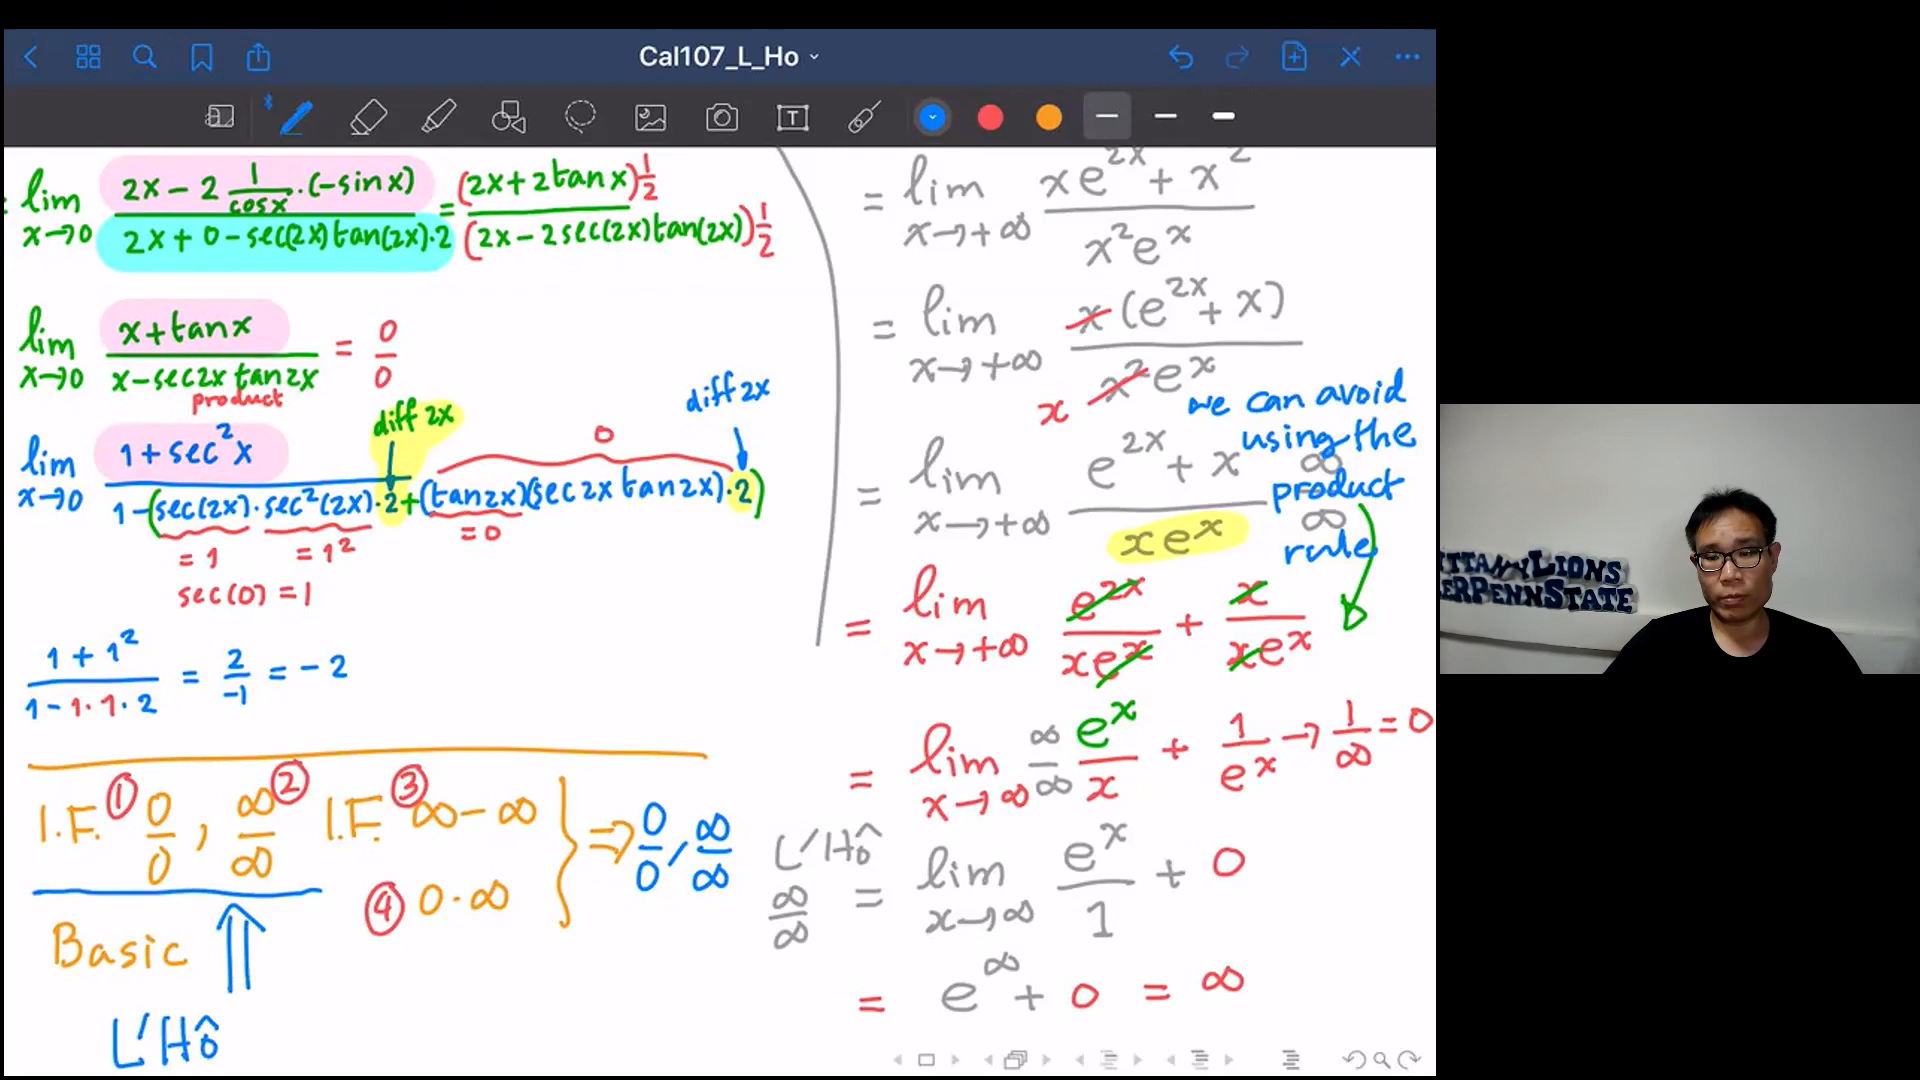 Cal107_L_Ho
T
lim x→0 (2x − 2 1/cosx · (−sinx)) / (2x + 0 − sec(2x)tan(2x)·2) = (2x+2tanx)1/2 / (2x − 2sec(2x)tan(2x))1/2
lim x→0 (x+tanx) / (x−sec2x tan2x) = 0/0
product
diff 2x
diff 2x
0
lim x→0 (1+sec²x) / 1−(sec(2x)·sec²(2x)·2+(tan2x)(sec2x tan2x)·2)
=1 =1² =0
sec(0)=1
(1+1²) / (1−1·1·2) = 2/−1 = −2
I.F. ① 0/0 , ∞/∞ ② I.F. ③ ∞−∞
④ 0·∞ } ⇒ 0/0 , ∞/∞
Basic
L'Hô
= lim x→+∞ (xe^2x + x²) / (x²e^x)
= lim x→+∞ x(e^2x + x) / (x²e^x)
x
we can avoid
using the
product
rule
= lim x→+∞ (e^2x + x) / (xe^x) ∞/∞
= lim x→+∞ e^2x / (xe^x) + x / (xe^x)
= lim x→∞ ∞/∞ e^x / x + 1/e^x → 1/∞ = 0
L'Hô ∞/∞ = lim x→∞ e^x / 1 + 0
= e^∞ + 0 = ∞
TTANY LIONS
ERPENNSTATE